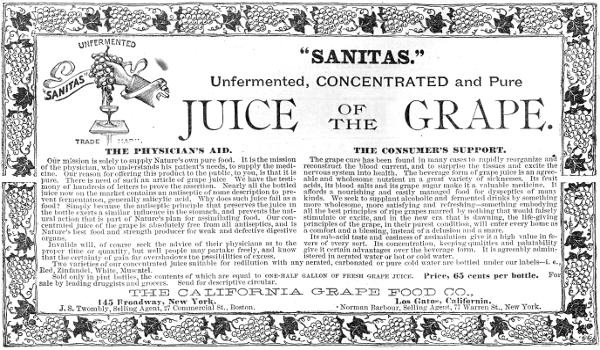 UNFERMENTED
"SANITAS"
TRADE MARK.
"SANITAS."
Unfermented, CONCENTRATED and Pure
JUICE OF THE GRAPE.
THE PHYSICIAN'S AID.
Our mission is solely to supply Nature's own pure food. It is the mission
of the physician, who understands his patient's needs, to supply the medi-
cine. Our reason for offering this product to the public, to you, is that it is
pure. There is need of such an article of grape juice. We have the testi-
mony of hundreds of letters to prove the assertion. Nearly all the bottled
juice now on the market contains an antiseptic of some description to pre-
vent fermentation, generally salicylic acid. Why does such juice fail as a
food? Simply because the antiseptic principle that preserves the juice in
the bottle exerts a similar influence in the stomach, and prevents the nat-
ural action that is part of Nature's plan for assimilating food. Our con-
centrated juice of the grape is absolutely free from all antiseptics, and is
Nature's best food and strength producer for weak and defective digestive
organs.
Invalids will, of course seek the advice of their physicians as to the
proper time or quantity, but well people may partake freely, and know
that the certainty of gain far overshadows the possibilities of excess.
THE CONSUMER'S SUPPORT.
The grape cure has been found in many cases to rapidly reorganize and
reconstruct the blood current, and to surprise the tissues and excite the
nervous system into health. The beverage form of grape juice is an agree-
able and wholesome nutrient in a great variety of sicknesses. Its fruit
acids, its blood salts and its grape sugar make it a valuable medicine. It
affords a nourishing and easily managed food for dyspeptics of many
kinds. We seek to supplant alcoholic and fermented drinks by something
more wholesome, more satisfying and refreshing—something embodying
all the best principles of ripe grapes marred by nothing that would falsely
stimulate or excite, and in the new era that is dawning, the life-giving
principles of the grape, in their purest condition, will enter every home as
a comfort and a blessing, instead of a delusion and a snare.
Its sub-acid taste and easiness of assimilation give it a high value in fe-
vers of every sort. Its concentration, keeping qualities and palatability
give it certain advantages over the beverage form. It is agreeably admin-
istered in aerated water or hot or cold water.
Two varieties of our concentrated juice suitable for redilution with any aerated, carbonated or pure cold water are bottled under our labels—i. e.,
Red, Zinfandel, White, Muscatel.
Sold only in pint bottles, the contents of which are equal to ONE-HALF GALLON OF FRESH GRAPE JUICE. Price, 65 cents per bottle. For
sale by leading druggists and grocers. Send for descriptive circular.
THE CALIFORNIA GRAPE FOOD CO.,
145 Broadway, New York. Los Gatos, California.
J. S. Twombly, Selling Agent, 27 Commercial St., Boston. Norman Barbour, Selling Agent, 77 Warren St., New York.